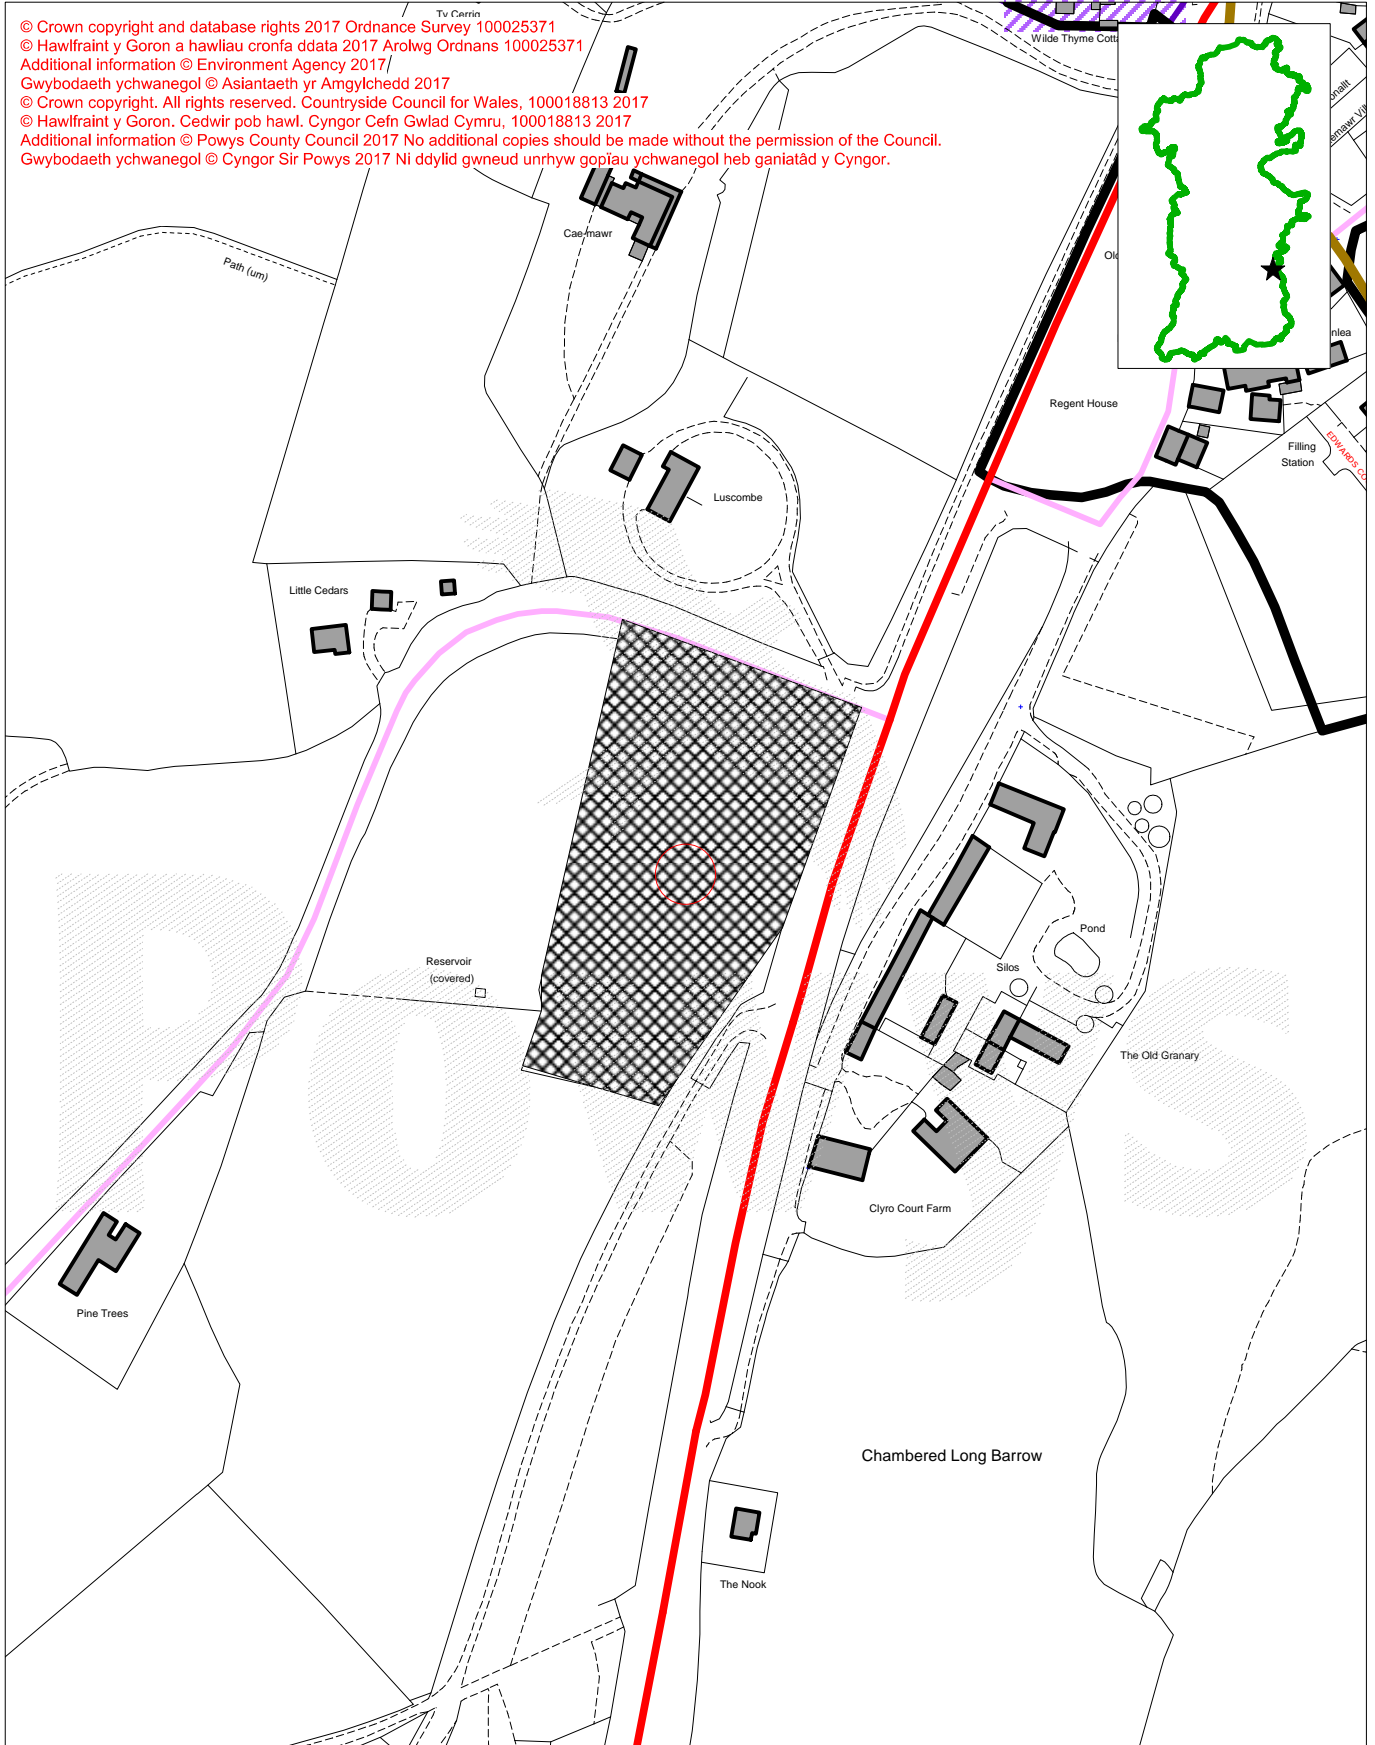 Ty Cerrig
© Crown copyright and database rights 2017 Ordnance Survey 100025371
© Hawlfraint y Goron a hawliau cronfa ddata 2017 Arolwg Ordnans 100025371
Additional information © Environment Agency 2017
Gwybodaeth ychwanegol © Asiantaeth yr Amgylchedd 2017
© Crown copyright. All rights reserved. Countryside Council for Wales, 100018813 2017
© Hawlfraint y Goron. Cedwir pob hawl. Cyngor Cefn Gwlad Cymru, 100018813 2017
Additional information © Powys County Council 2017 No additional copies should be made without the permission of the Council.
Gwybodaeth ychwanegol © Cyngor Sir Powys 2017 Ni ddylid gwneud unrhyw gopïau ychwanegol heb ganiatâd y Cyngor.
Wilde Thyme
Cae-mawr
Path (um)
Regent House
Filling
Station
EDWARDS
Luscombe
Little Cedars
Pond
Reservoir
(covered)
Silos
The Old Granary
Powys
Clyro Court Farm
Pine Trees
Chambered Long Barrow
The Nook